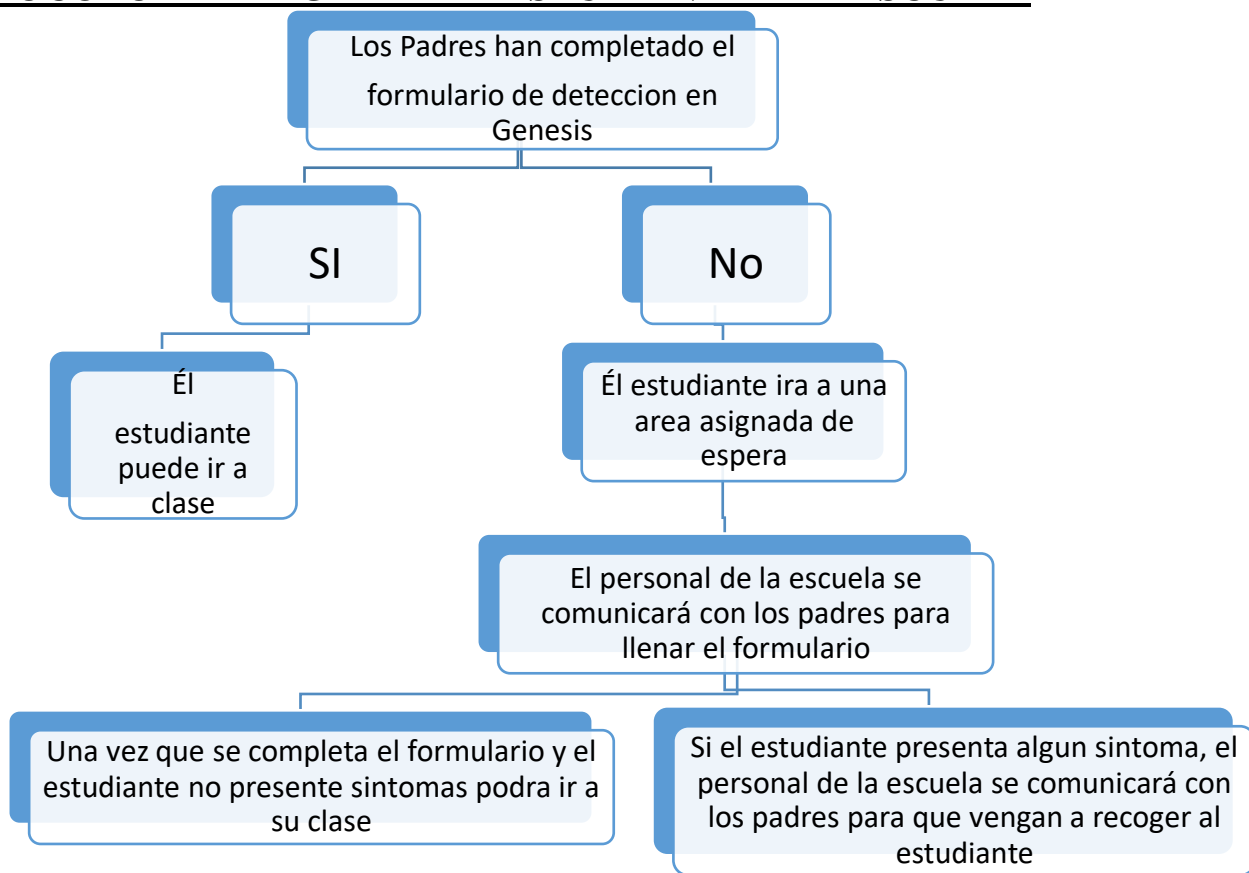 Los Padres han completado el
formulario de deteccion en
Genesis
SI
No
Él
estudiante
puede ir a
clase
Él estudiante ira a una
area asignada de
espera
El personal de la escuela se
comunicará con los padres para
llenar el formulario
Una vez que se completa el formulario y el
estudiante no presente sintomas podra ir a
su clase
Si el estudiante presenta algun sintoma, el
personal de la escuela se comunicará con
los padres para que vengan a recoger al
estudiante